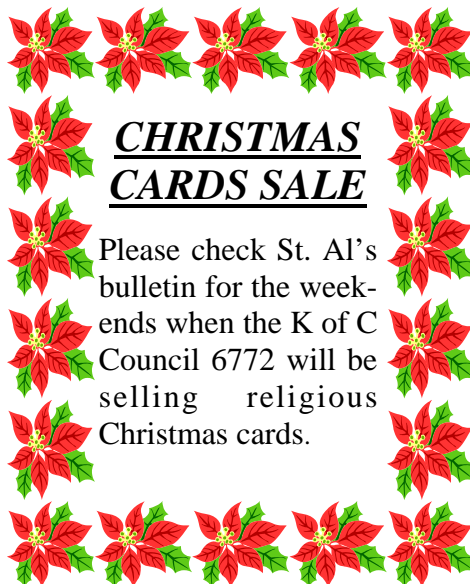 CHRISTMAS
CARDS SALE
Please check St. Al's
bulletin for the week-
ends when the K of C
Council 6772 will be
selling religious
Christmas cards.